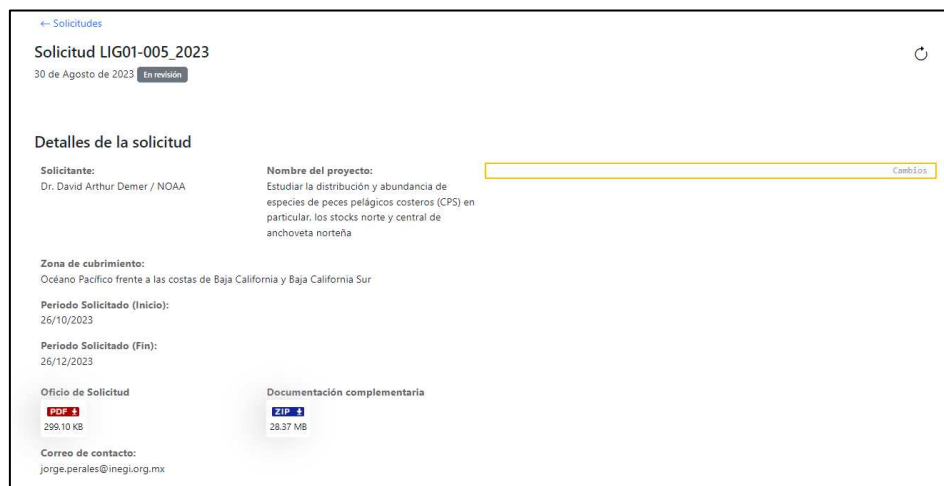 ← Solicitudes
Solicitud LIG01-005_2023
30 de Agosto de 2023 En revisión
Detalles de la solicitud
Solicitante:
Dr. David Arthur Demer / NOAA
Nombre del proyecto:
Estudiar la distribución y abundancia de
especies de peces pelágicos costeros (CPS) en
particular, los stocks norte y central de
anchoveta norteña
Cambios
Zona de cubrimiento:
Océano Pacífico frente a las costas de Baja California y Baja California Sur
Periodo Solicitado (Inicio):
26/10/2023
Periodo Solicitado (Fin):
26/12/2023
Oficio de Solicitud
PDF
299.10 KB
Documentación complementaria
ZIP
28.37 MB
Correo de contacto:
jorge.perales@inegi.org.mx